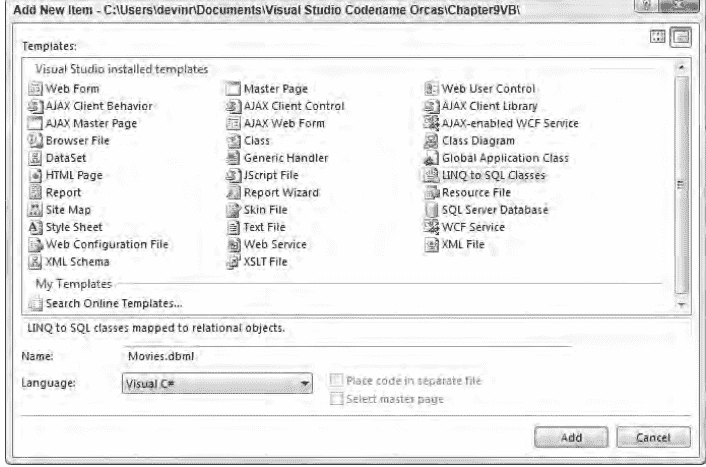 Add New Item - C:\Users\devinr\Documents\Visual Studio Codename Orcas\Chapter9VB\
Templates:
Visual Studio installed templates
Web Form Master Page Web User Control
AJAX Client Behavior AJAX Client Control AJAX Client Library
AJAX Master Page AJAX Web Form AJAX-enabled WCF Service
Browser File Class Class Diagram
DataSet Generic Handler Global Application Class
HTML Page JScript File LINQ to SQL Classes
Report Report Wizard Resource File
Site Map Skin File SQL Server Database
Style Sheet Text File WCF Service
Web Configuration File Web Service XML File
XML Schema XSLT File
My Templates
Search Online Templates...
LINQ to SQL classes mapped to relational objects.
Name: Movies.dbml
Language: Visual C# Place code in separate file
Select master page
Add Cancel